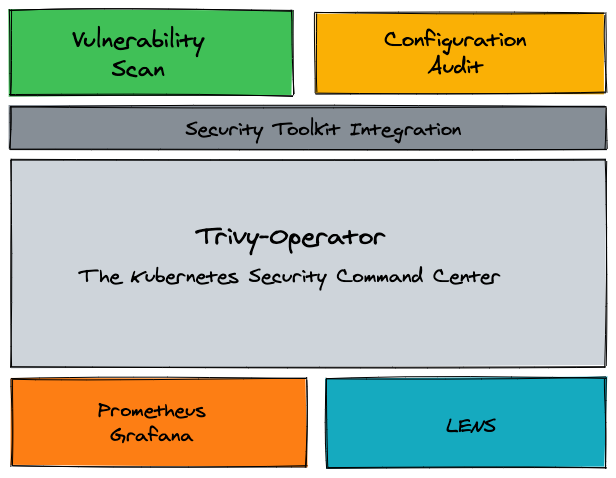 Vulnerability
Scan
Configuration
Audit
Security Toolkit Integration
Trivy-Operator
The Kubernetes Security Command Center
Prometheus
Grafana
LENS